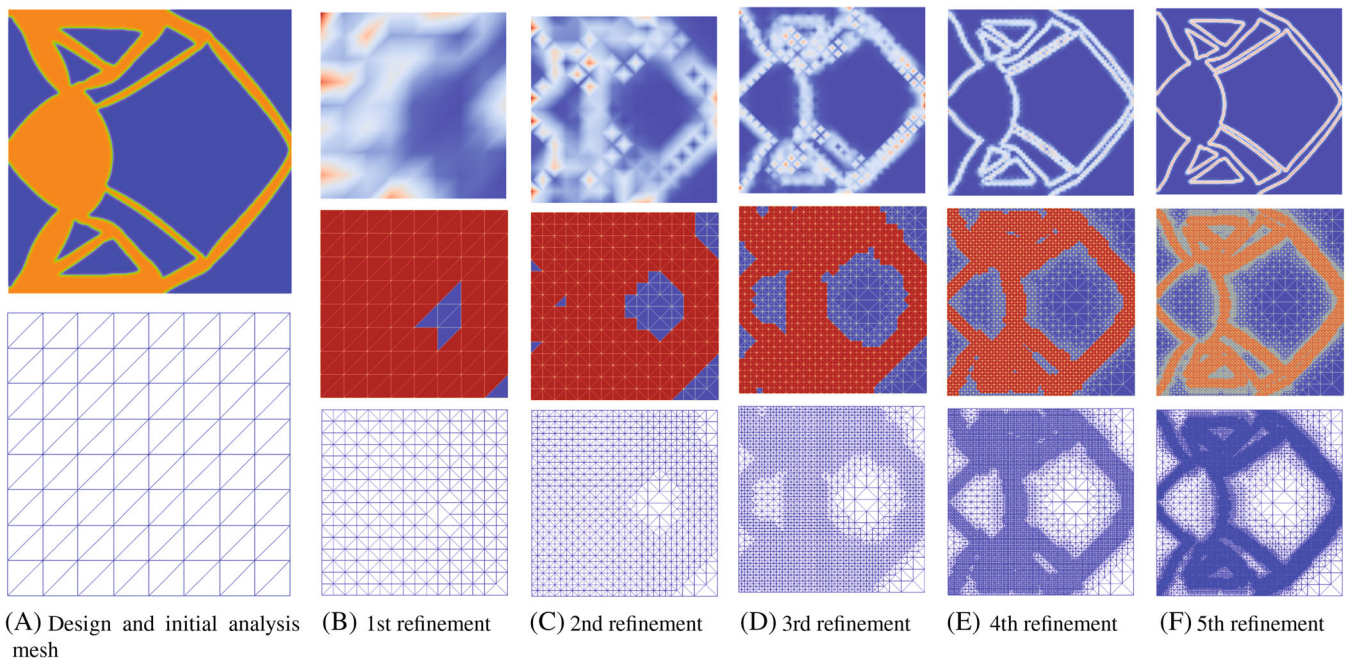 (A) Design and initial analysis
mesh
(B) 1st refinement
(C) 2nd refinement
(D) 3rd refinement
(E) 4th refinement
(F) 5th refinement